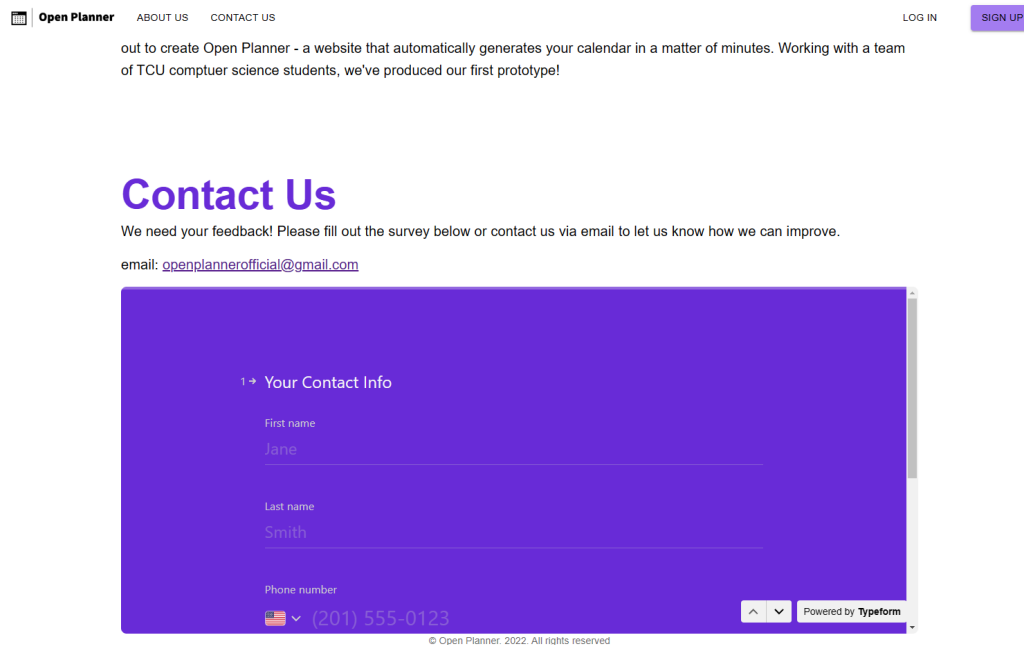 Open Planner ABOUT US CONTACT US LOG IN SIGN UP
out to create Open Planner - a website that automatically generates your calendar in a matter of minutes. Working with a team
of TCU comptuer science students, we've produced our first prototype!
Contact Us
We need your feedback! Please fill out the survey below or contact us via email to let us know how we can improve.
email: openplannerofficial@gmail.com
1 → Your Contact Info
First name
Jane
Last name
Smith
Phone number
(201) 555-0123
Powered by Typeform
© Open Planner. 2022. All rights reserved